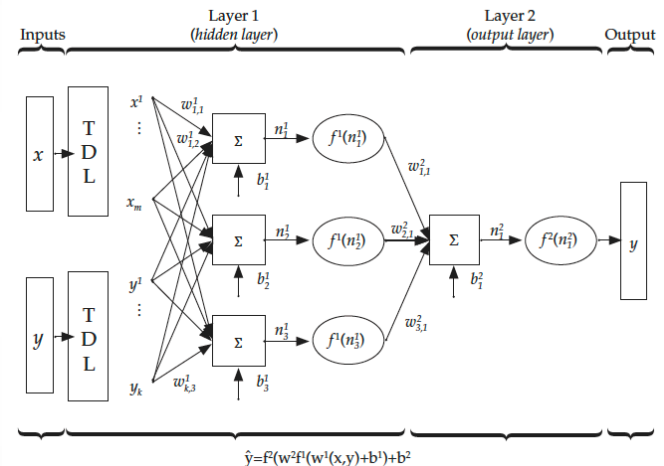 Layer 1 Layer 2
Inputs (hidden layer) (output layer) Output
x
T
D
L
x¹
⋮
xₘ
w¹₁,₁
w¹₁,₂
Σ
b¹₁
n¹₁
f¹(n¹₁)
w²₁,₁
Σ
b¹₂
n¹₂
f¹(n¹₂)
w²₂,₁
Σ
b²₁
n²₁
f²(n²₁)
y
y
T
D
L
y¹
⋮
yₖ
w¹ₖ,₃
Σ
b¹₃
n¹₃
f¹(n¹₃)
w²₃,₁
ŷ=f²(w²f¹(w¹(x,y)+b¹)+b²